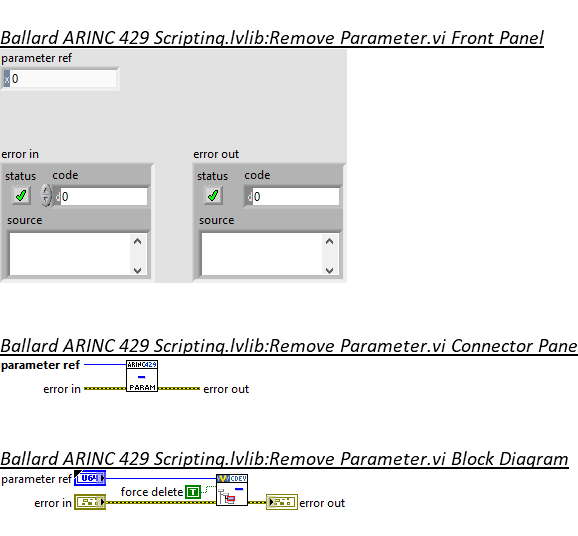 Ballard ARINC 429 Scripting.lvlib:Remove Parameter.vi Front Panel
parameter ref
x 0
error in
error out
status code
status code
d 0
d 0
source
source
Ballard ARINC 429 Scripting.lvlib:Remove Parameter.vi Connector Pane
parameter ref
ARINC429
PARAM
error in
error out
Ballard ARINC 429 Scripting.lvlib:Remove Parameter.vi Block Diagram
parameter ref
U64
CDEV
force delete
T
error in
error out